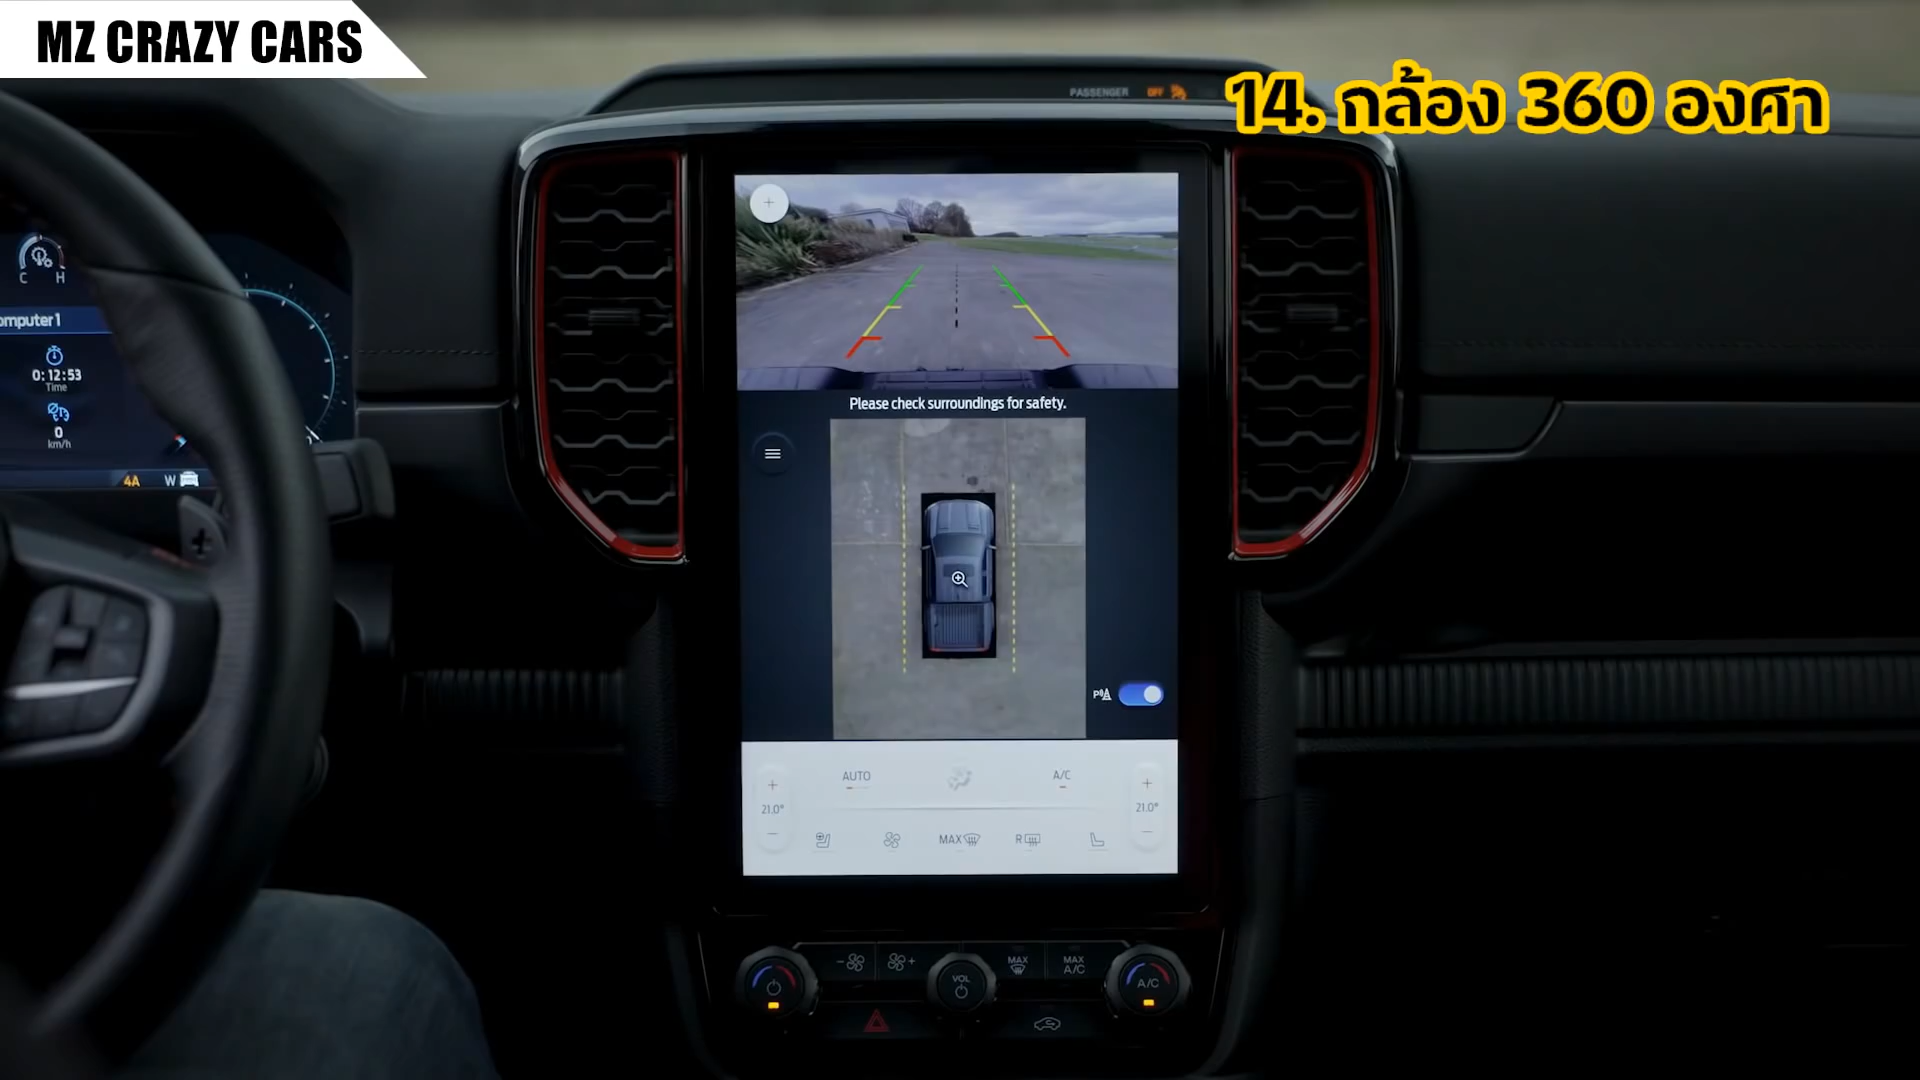 MZ CRAZY CARS
14. กล้อง 360 องศา
PASSENGER OFF
C H
omputer 1
0:12:53
Time
0
km/h
4A W
Please check surroundings for safety.
AUTO
A/C
21.0°
21.0°
MAX
R
VOL
MAX
MAX
A/C
A/C